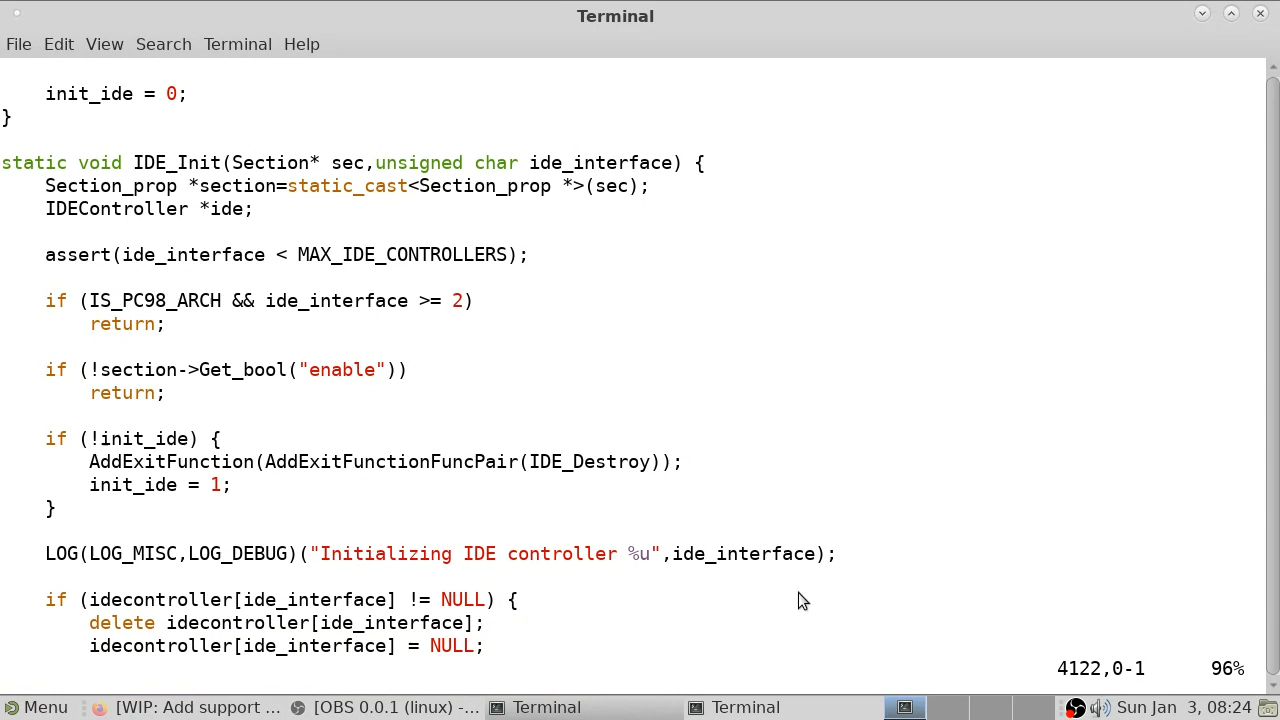 Terminal
File Edit View Search Terminal Help
init_ide = 0;
}
static void IDE_Init(Section* sec,unsigned char ide_interface) {
Section_prop *section=static_cast<Section_prop *>(sec);
IDEController *ide;
assert(ide_interface < MAX_IDE_CONTROLLERS);
if (IS_PC98_ARCH && ide_interface >= 2)
return;
if (!section->Get_bool("enable"))
return;
if (!init_ide) {
AddExitFunction(AddExitFunctionFuncPair(IDE_Destroy));
init_ide = 1;
}
LOG(LOG_MISC,LOG_DEBUG)("Initializing IDE controller %u",ide_interface);
if (idecontroller[ide_interface] != NULL) {
delete idecontroller[ide_interface];
idecontroller[ide_interface] = NULL;
4122,0-1 96%
Menu [WIP: Add support ... [OBS 0.0.1 (linux) -... Terminal Terminal Sun Jan 3, 08:24